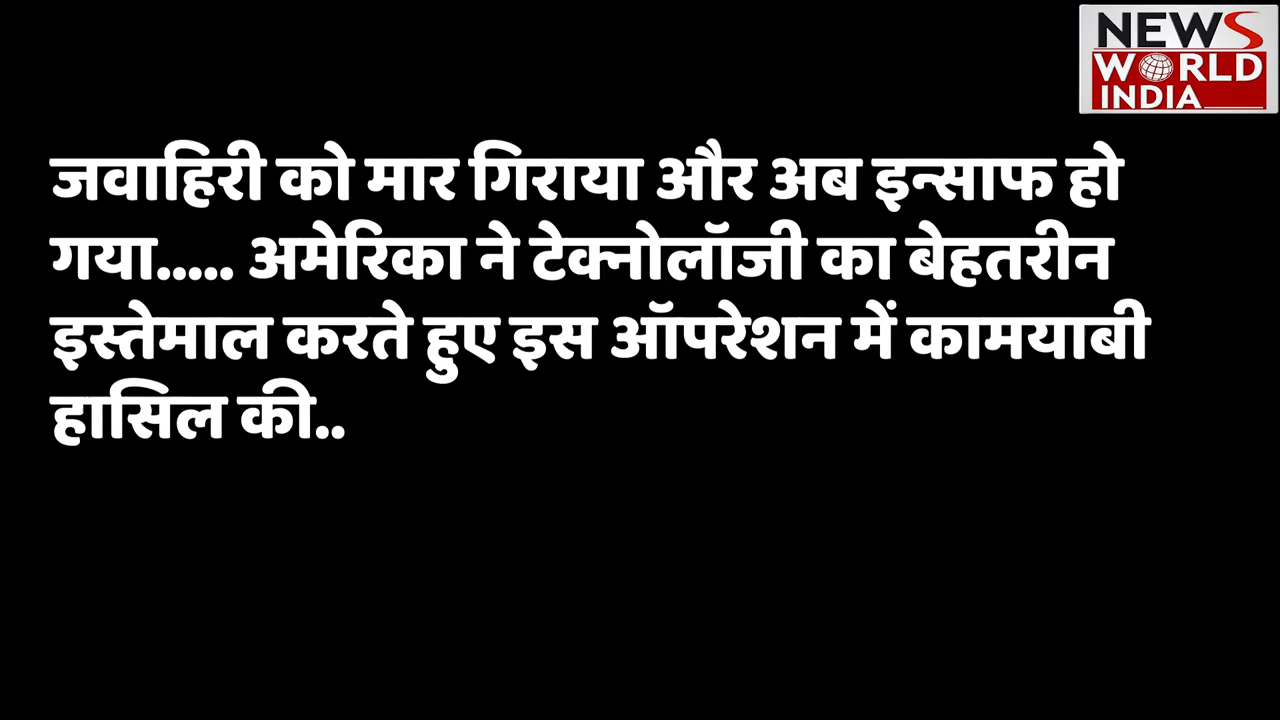 NEWS
WORLD
INDIA
जवाहिरी को मार गिराया और अब इन्साफ हो
गया..... अमेरिका ने टेक्नोलॉजी का बेहतरीन
इस्तेमाल करते हुए इस ऑपरेशन में कामयाबी
हासिल की..